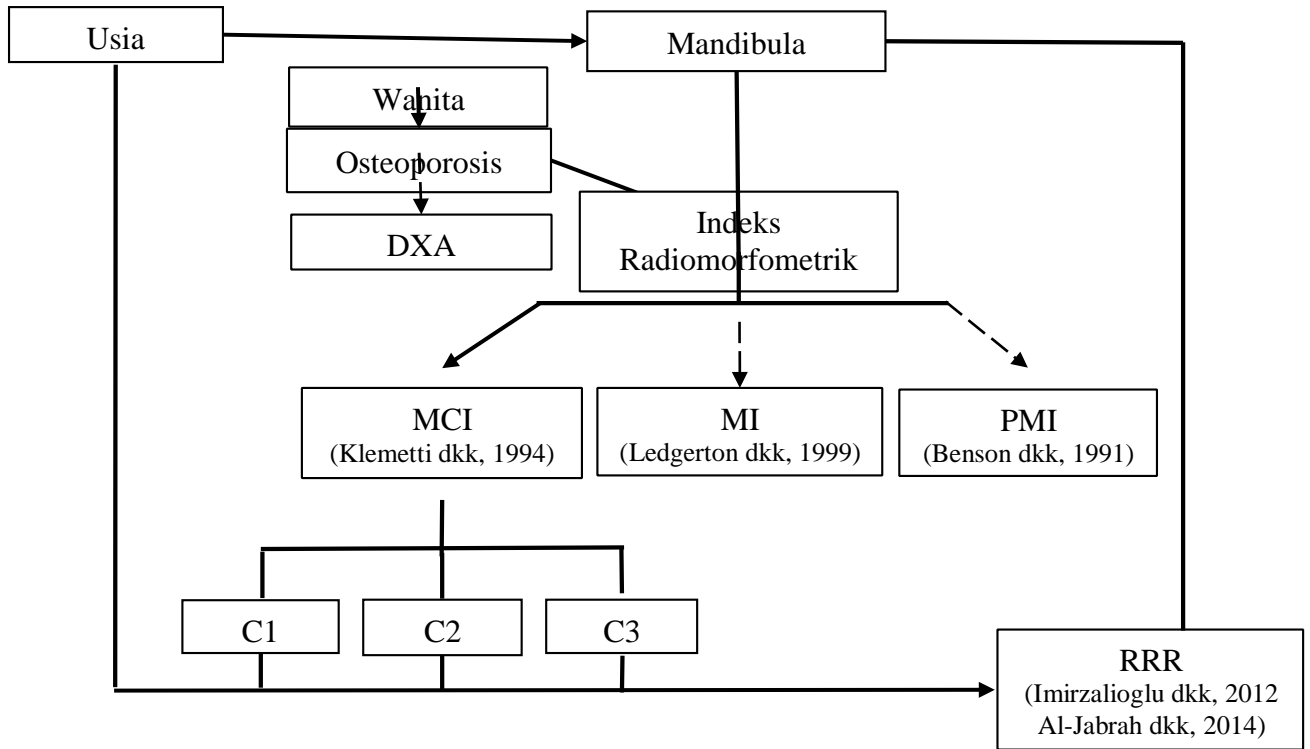 Usia
Mandibula
Wanita
Osteoporosis
DXA
Indeks
Radiomorfometrik
MCI
(Klemetti dkk, 1994)
MI
(Ledgerton dkk, 1999)
PMI
(Benson dkk, 1991)
C1
C2
C3
RRR
(Imirzalioglu dkk, 2012
Al-Jabrah dkk, 2014)